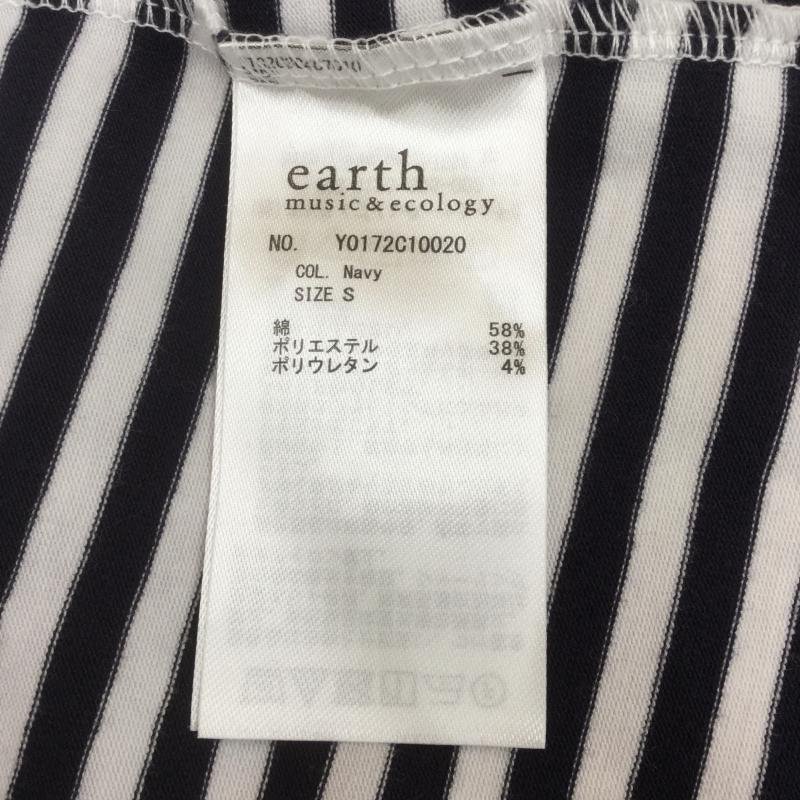 earth
music & ecology
NO. Y0172C10020
COL. Navy
SIZE S
綿 58%
ポリエステル 38%
ポリウレタン 4%